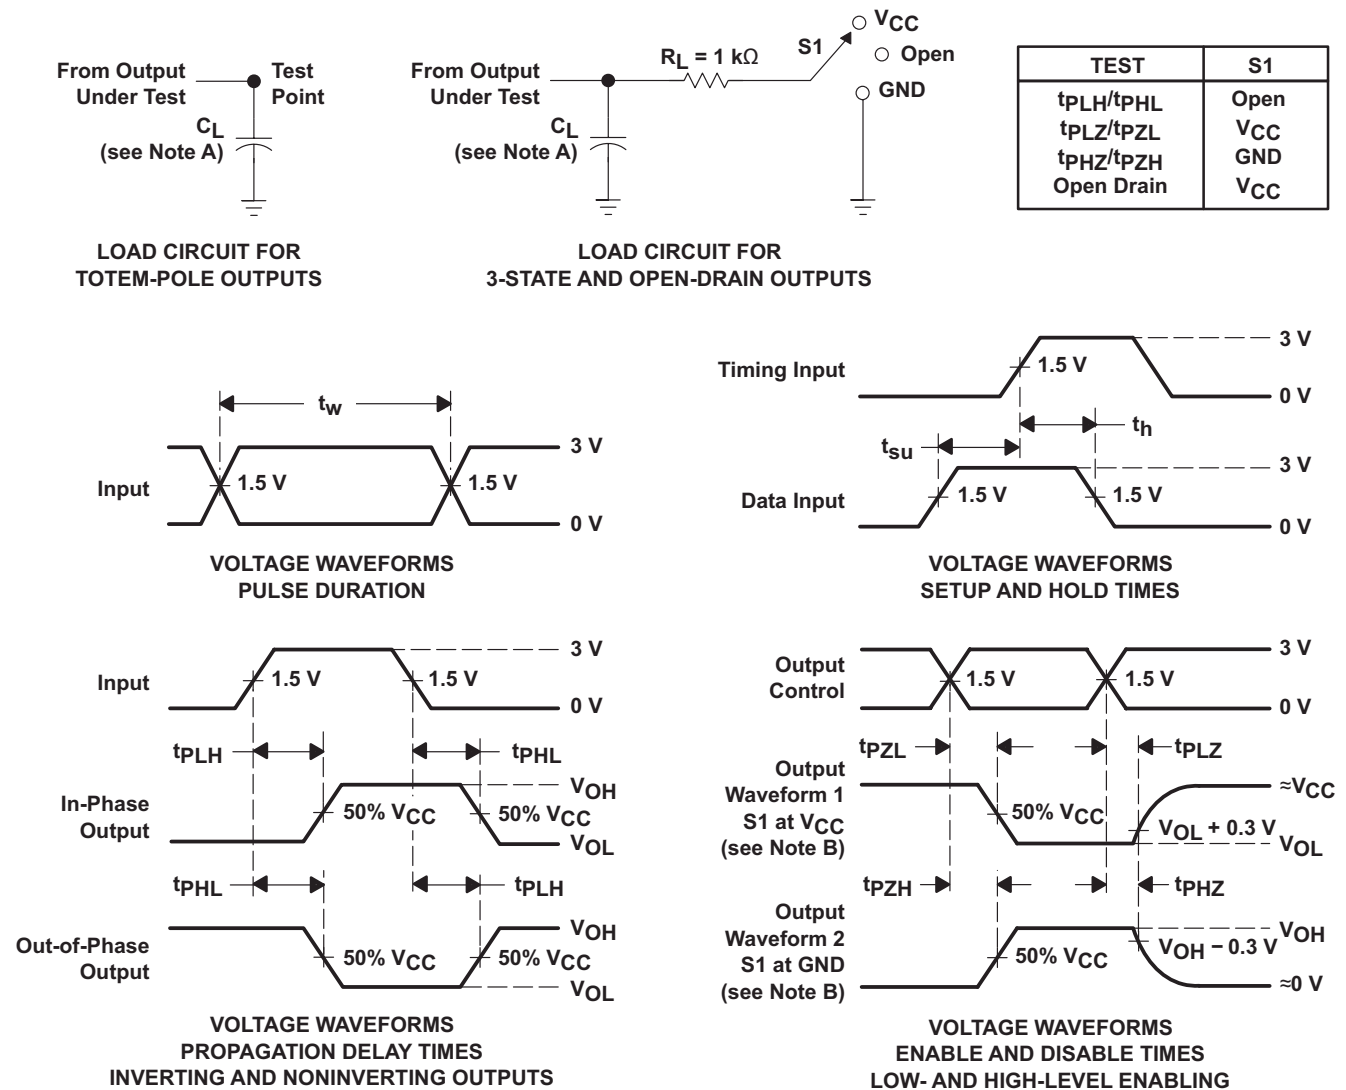 From Output
Under Test
Test
Point
CL
(see Note A)
LOAD CIRCUIT FOR
TOTEM-POLE OUTPUTS
From Output
Under Test
CL
(see Note A)
RL = 1 kΩ
S1
VCC
Open
GND
LOAD CIRCUIT FOR
3-STATE AND OPEN-DRAIN OUTPUTS
TEST S1
tPLH/tPHL Open
tPLZ/tPZL VCC
tPHZ/tPZH GND
Open Drain VCC
tw
Input
1.5 V
1.5 V
3 V
0 V
VOLTAGE WAVEFORMS
PULSE DURATION
Timing Input
1.5 V
3 V
0 V
th
tsu
Data Input
1.5 V
1.5 V
3 V
0 V
VOLTAGE WAVEFORMS
SETUP AND HOLD TIMES
Input
1.5 V
1.5 V
3 V
0 V
tPLH
tPHL
In-Phase
Output
50% VCC
50% VCC
VOH
VOL
tPHL
tPLH
Out-of-Phase
Output
50% VCC
50% VCC
VOH
VOL
VOLTAGE WAVEFORMS
PROPAGATION DELAY TIMES
INVERTING AND NONINVERTING OUTPUTS
Output
Control
1.5 V
1.5 V
3 V
0 V
tPZL
tPLZ
Output
Waveform 1
S1 at VCC
(see Note B)
50% VCC
VOL + 0.3 V
≈VCC
VOL
tPZH
tPHZ
Output
Waveform 2
S1 at GND
(see Note B)
50% VCC
VOH − 0.3 V
VOH
≈0 V
VOLTAGE WAVEFORMS
ENABLE AND DISABLE TIMES
LOW- AND HIGH-LEVEL ENABLING